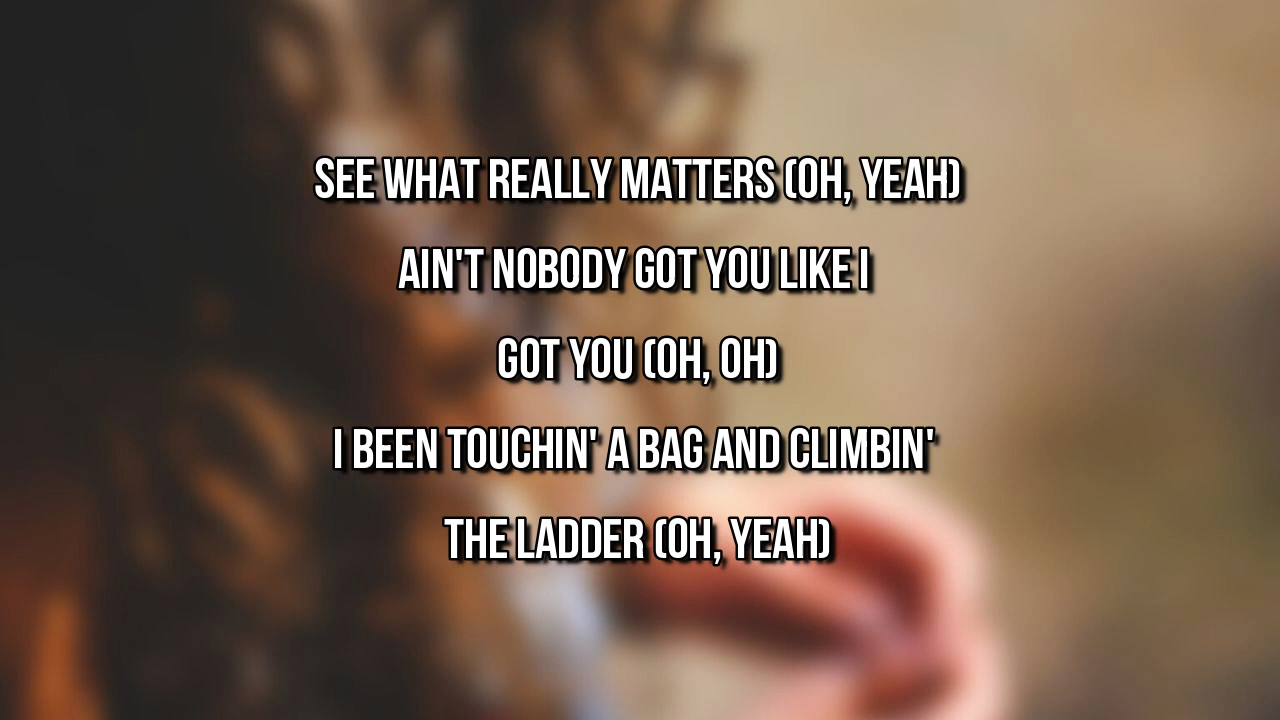 SEE WHAT REALLY MATTERS (OH, YEAH)
AIN'T NOBODY GOT YOU LIKE I
GOT YOU (OH, OH)
I BEEN TOUCHIN' A BAG AND CLIMBIN'
THE LADDER (OH, YEAH)